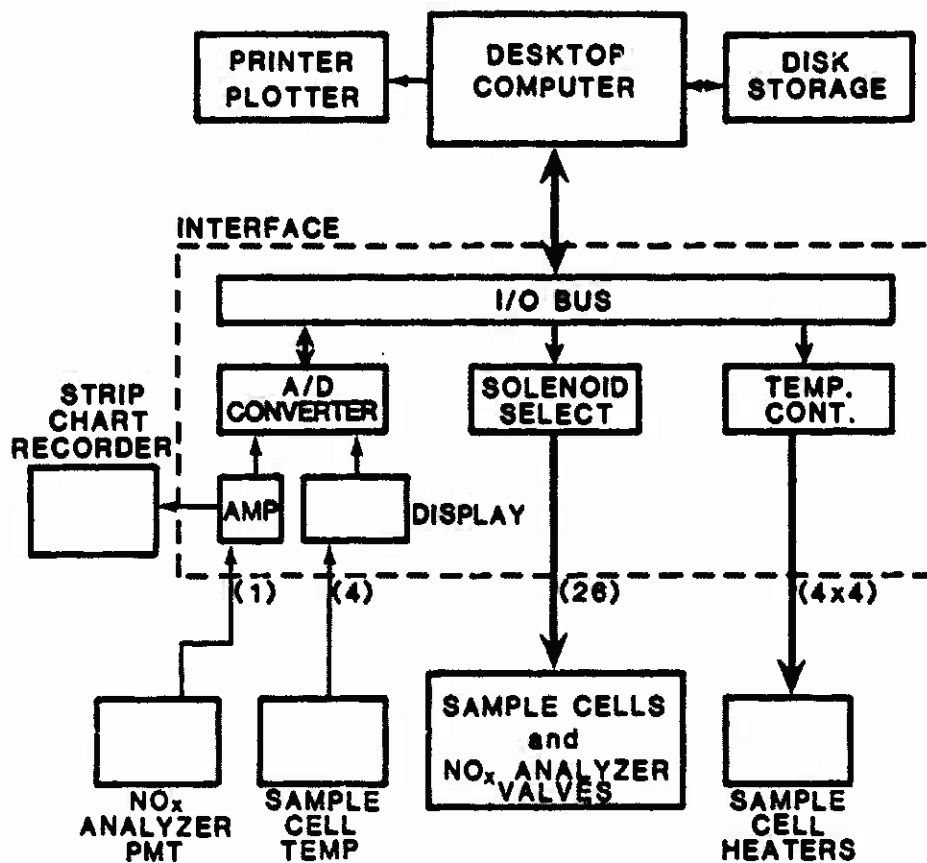 PRINTER
PLOTTER
DESKTOP
COMPUTER
DISK
STORAGE
INTERFACE
I/O BUS
A/D
CONVERTER
SOLENOID
SELECT
TEMP.
CONT.
STRIP
CHART
RECORDER
AMP
DISPLAY
(1)
(4)
(26)
(4x4)
NOx
ANALYZER
PMT
SAMPLE
CELL
TEMP
SAMPLE CELLS
and
NOx ANALYZER
VALVES
SAMPLE
CELL
HEATERS